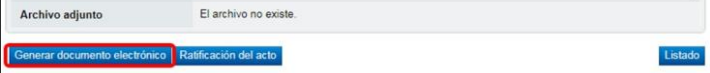 Archivo adjunto El archivo no existe.
Generar documento electrónico Ratificación del acto Listado